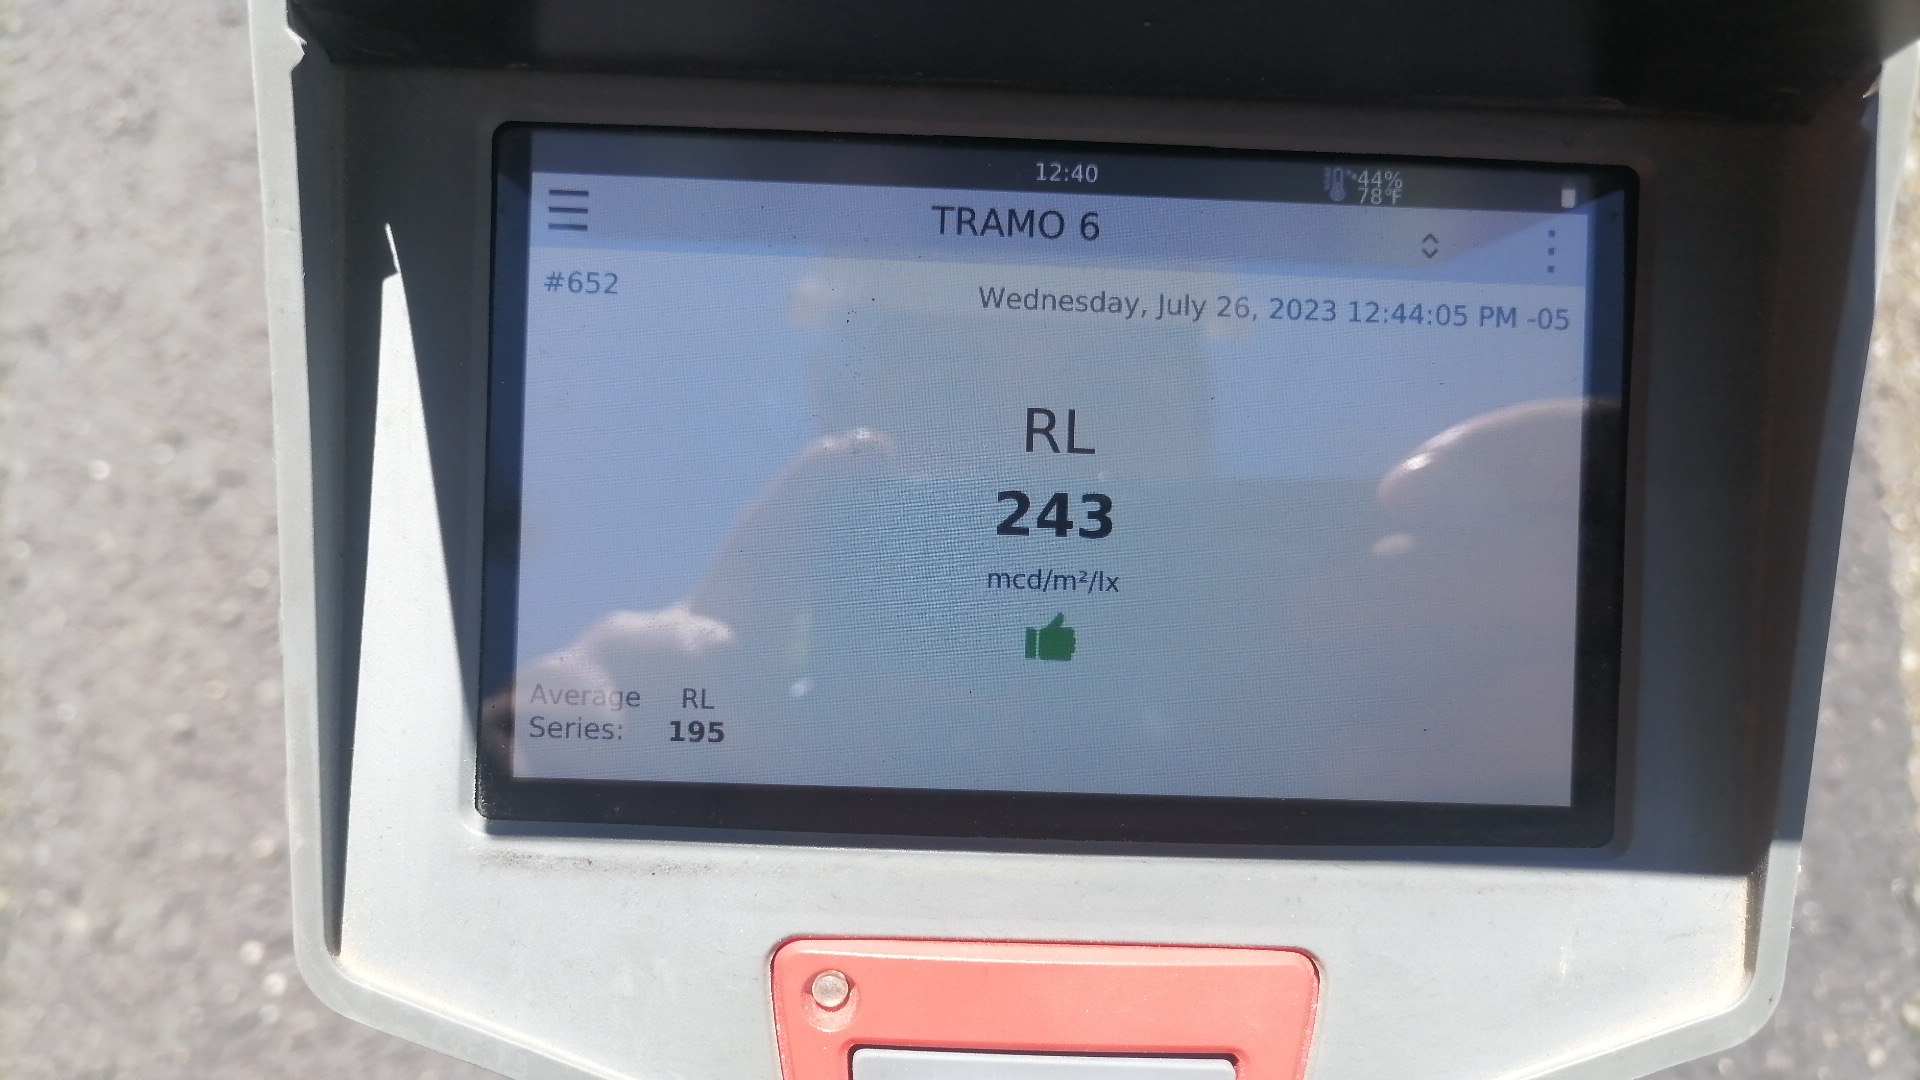 12:40
44%
78°F
TRAMO 6
#652
Wednesday, July 26, 2023 12:44:05 PM -05
RL
243
mcd/m²/lx
Average RL
Series: 195